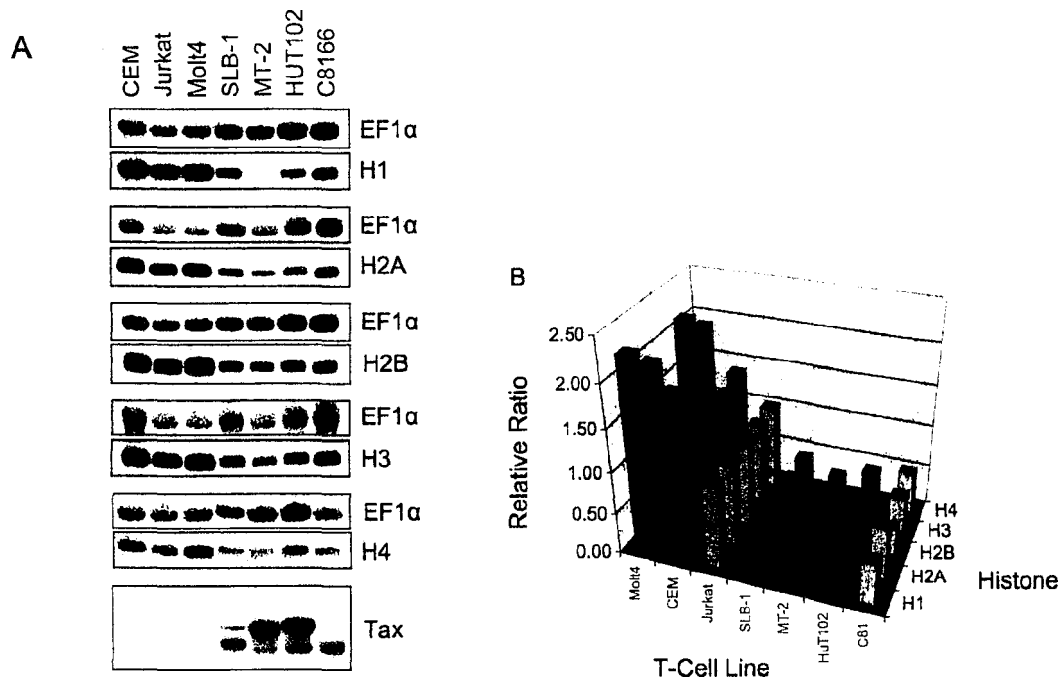 A
CEM
Jurkat
Molt4
SLB-1
MT-2
HUT102
C8166
EF1α
H1
EF1α
H2A
EF1α
H2B
EF1α
H3
EF1α
H4
Tax
B
2.50
2.00
1.50
1.00
0.50
0.00
Relative Ratio
Molt4
CEM
Jurkat
SLB-1
MT-2
HuT102
C81
T-Cell Line
H4
H3
H2B
H2A
H1
Histone